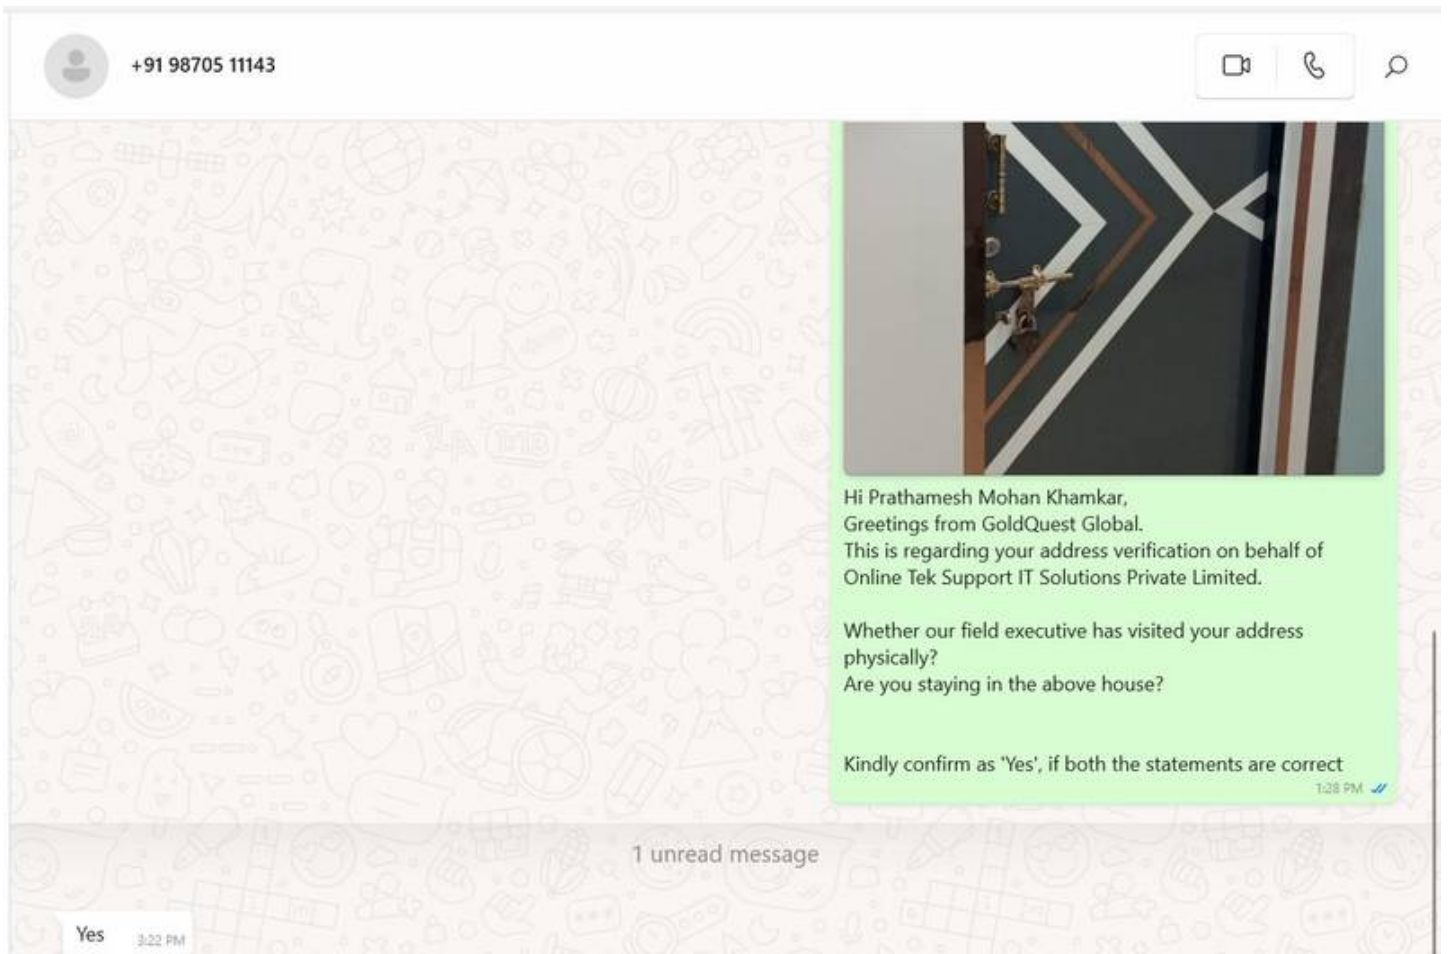 +91 98705 11143
Hi Prathamesh Mohan Khamkar,
Greetings from GoldQuest Global.
This is regarding your address verification on behalf of
Online Tek Support IT Solutions Private Limited.
Whether our field executive has visited your address
physically?
Are you staying in the above house?
Kindly confirm as 'Yes', if both the statements are correct
1:28 PM
1 unread message
Yes 3:22 PM